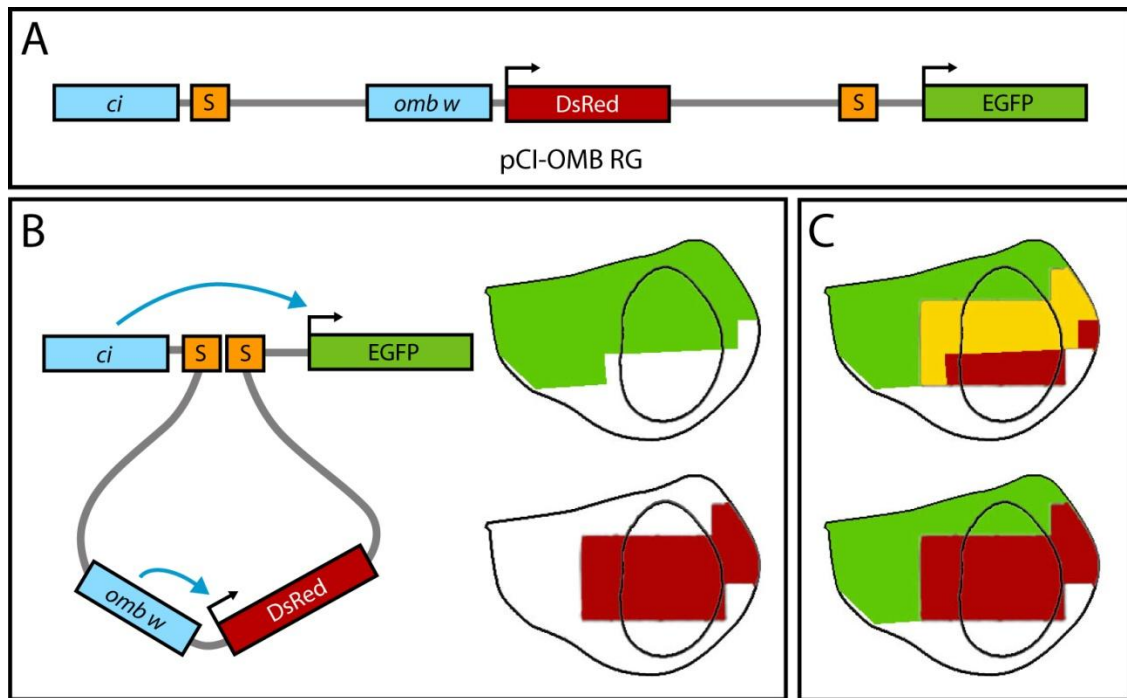 A
ci S omb w DsRed S EGFP
pCI-OMB RG
B
ci S S EGFP
omb w DsRed
C